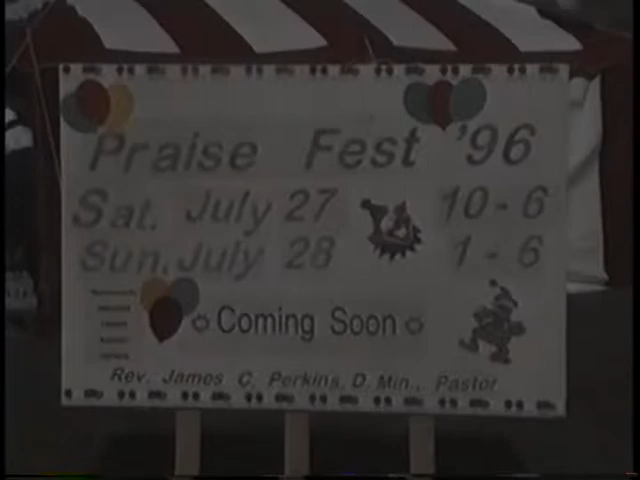 Praise Fest '96
Sat. July 27 10 - 6
Sun. July 28 1 - 6
Coming Soon
Rev. James C. Perkins, D. Min., Pastor